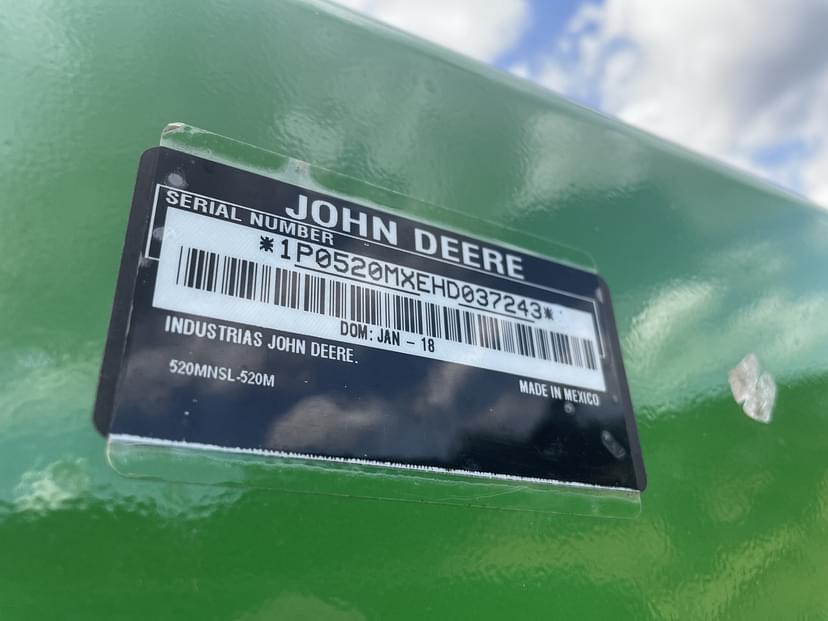 JOHN DEERE
SERIAL NUMBER
*1P0520MXEHD037243*
DOM: JAN - 18
INDUSTRIAS JOHN DEERE.
520MNSL-520M
MADE IN MEXICO